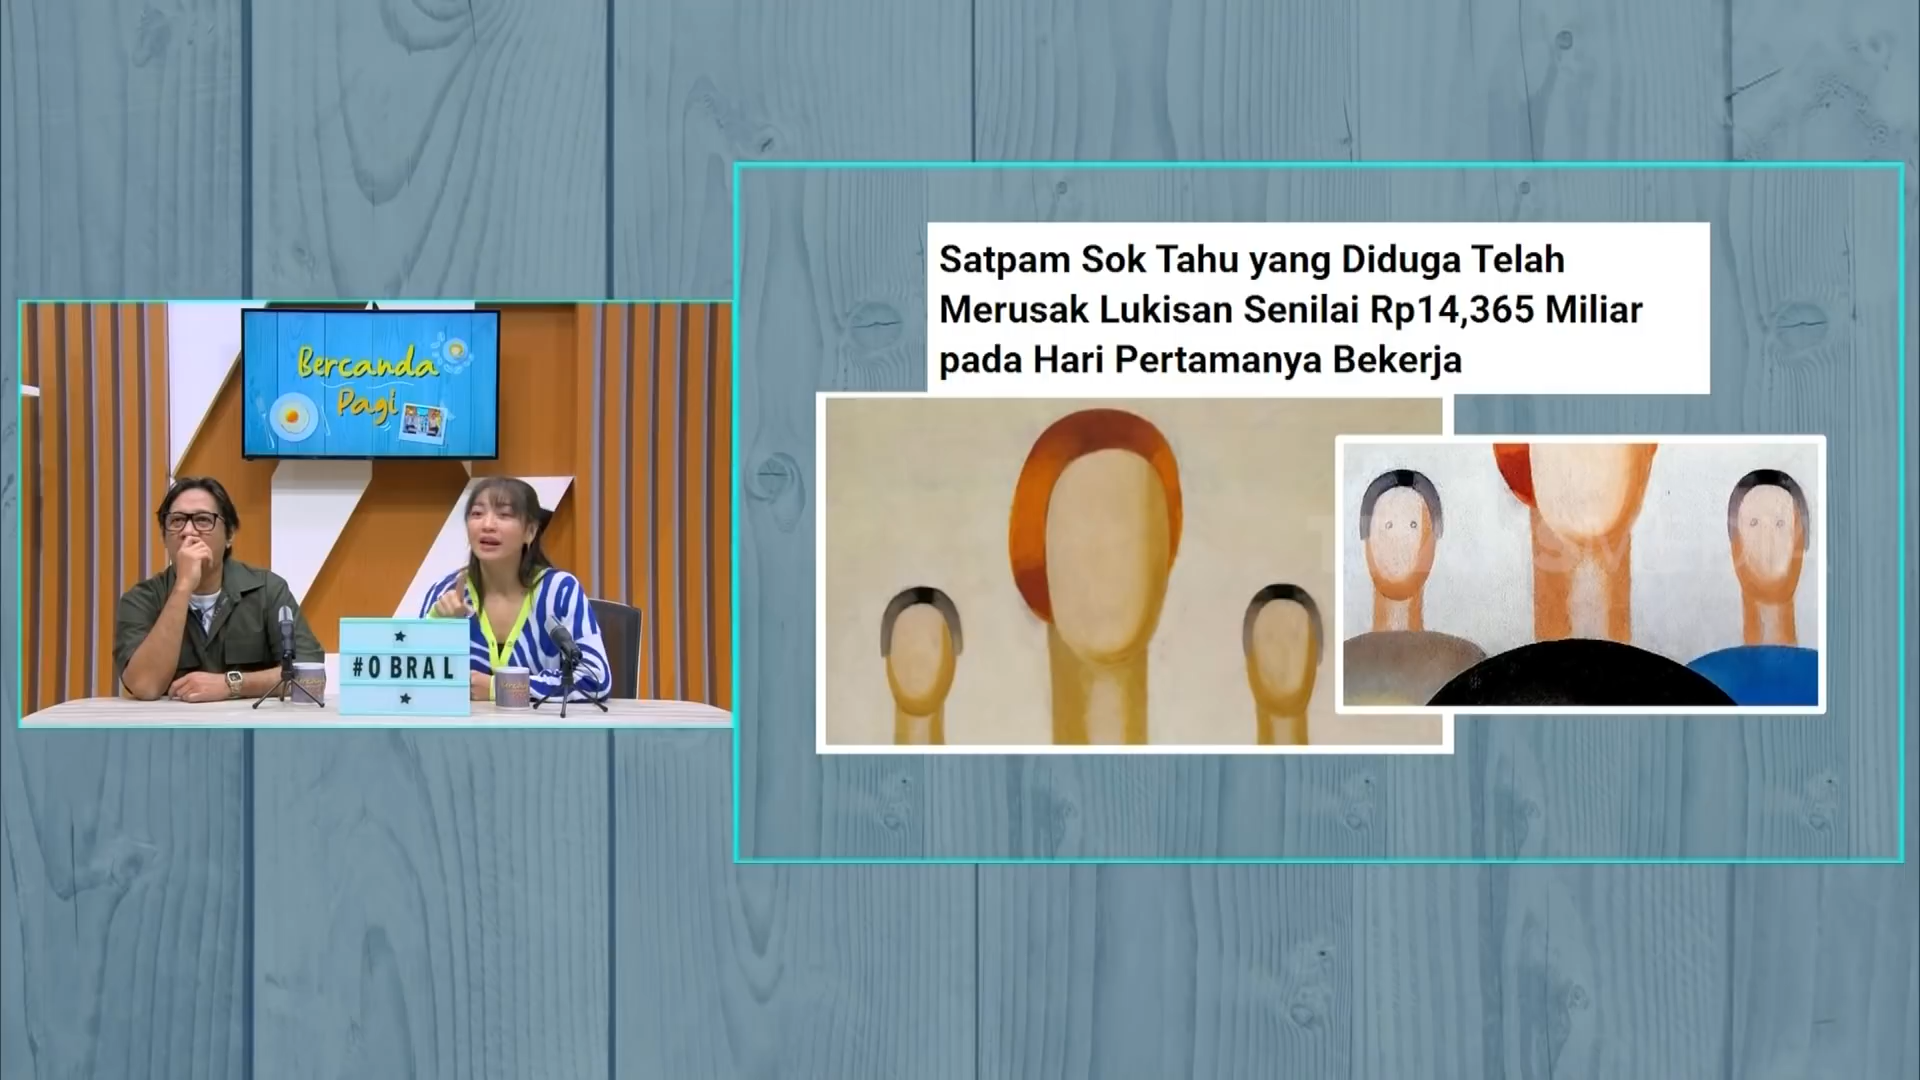 Satpam Sok Tahu yang Diduga Telah
Merusak Lukisan Senilai Rp14,365 Miliar
pada Hari Pertamanya Bekerja
Bercanda
Pagi
#OBRAL
TRANSMEDIA